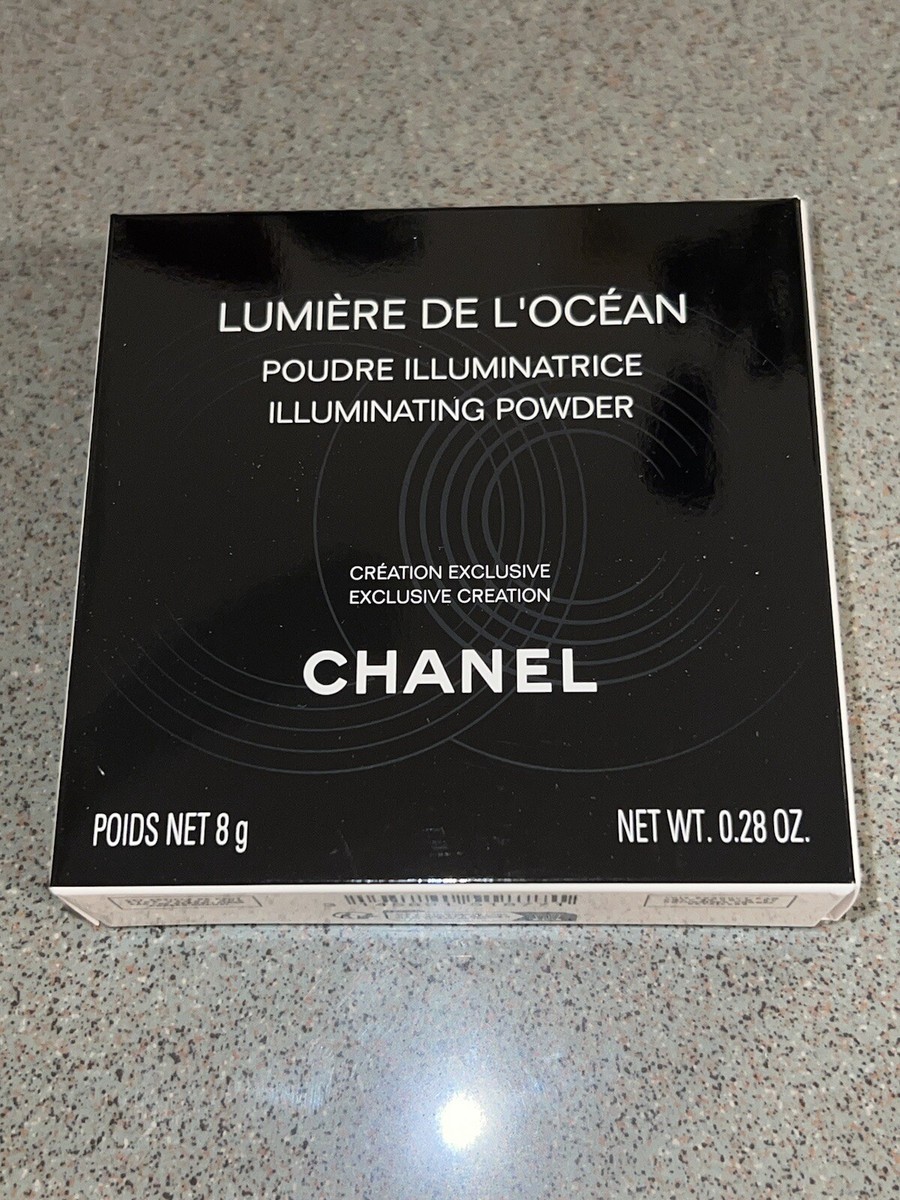 LUMIÈRE DE L'OCÉAN
POUDRE ILLUMINATRICE
ILLUMINATING POWDER
CRÉATION EXCLUSIVE
EXCLUSIVE CREATION
CHANEL
POIDS NET 8 g
NET WT. 0.28 OZ.